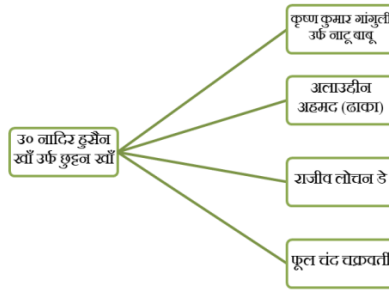 उ० नादिर हुसैन
खाँ उर्फ छुट्टन खाँ
कृष्ण कुमार गांगुली
उर्फ नाटू बाबू
अलाउद्दीन
अहमद (ढाका)
राजीव लोचन डे
फूल चंद चक्रवर्ती